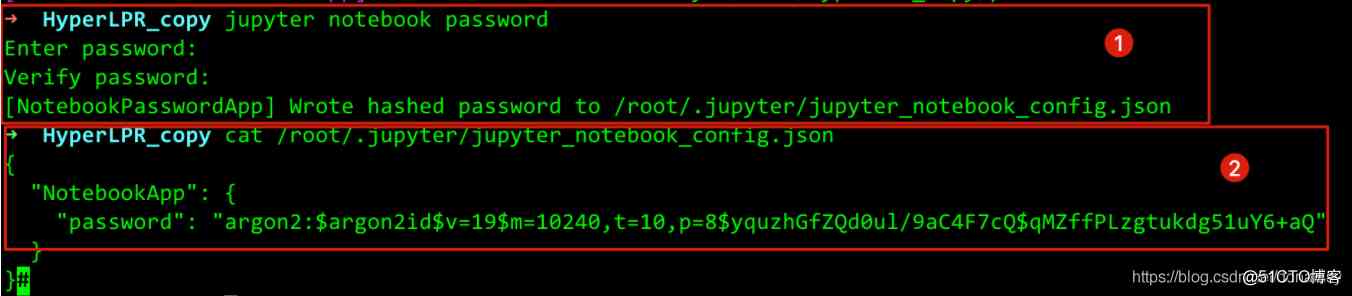 → HyperLPR_copy jupyter notebook password
Enter password:
Verify password:
[NotebookPasswordApp] Wrote hashed password to /root/.jupyter/jupyter_notebook_config.json
1
→ HyperLPR_copy cat /root/.jupyter/jupyter_notebook_config.json
{
"NotebookApp": {
"password": "argon2:$argon2id$v=19$m=10240,t=10,p=8$yquzhGfZQd0ul/9aC4F7cQ$qMZffPLzgtukdg51uY6+aQ"
}
}#
2
https://blog.csdn
@51CTO博客